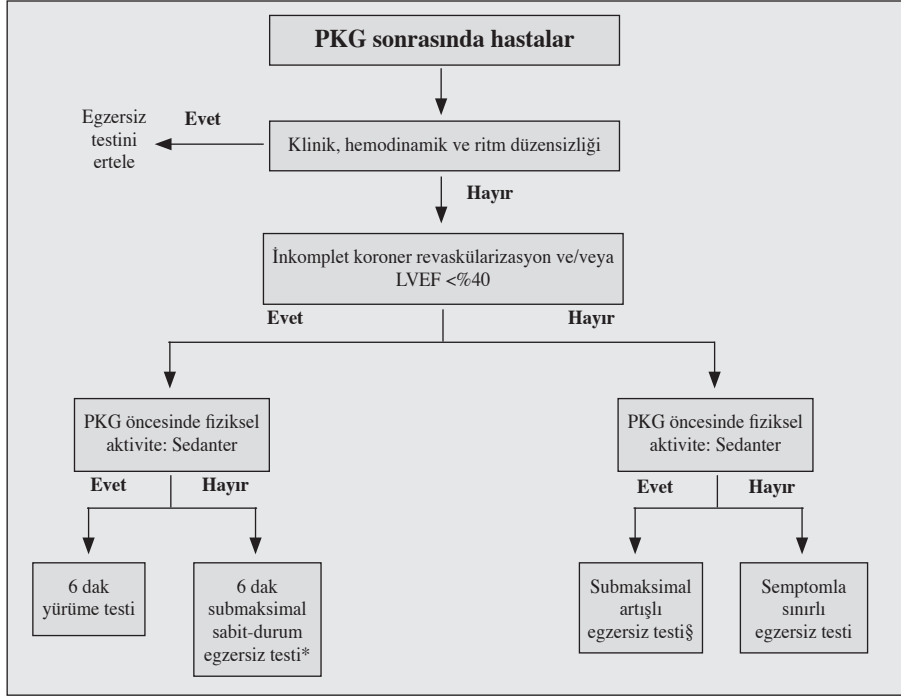 PKG sonrasında hastalar
Egzersiz
testini
ertele
Evet
Klinik, hemodinamik ve ritm düzensizliği
Hayır
İnkomplet koroner revaskülarizasyon ve/veya
LVEF <%40
Evet
Hayır
PKG öncesinde fiziksel
aktivite: Sedanter
PKG öncesinde fiziksel
aktivite: Sedanter
Evet
Hayır
Evet
Hayır
6 dak
yürüme testi
6 dak
submaksimal
sabit-durum
egzersiz testi*
Submaksimal
artışlı
egzersiz testi§
Semptomla
sınırlı
egzersiz testi